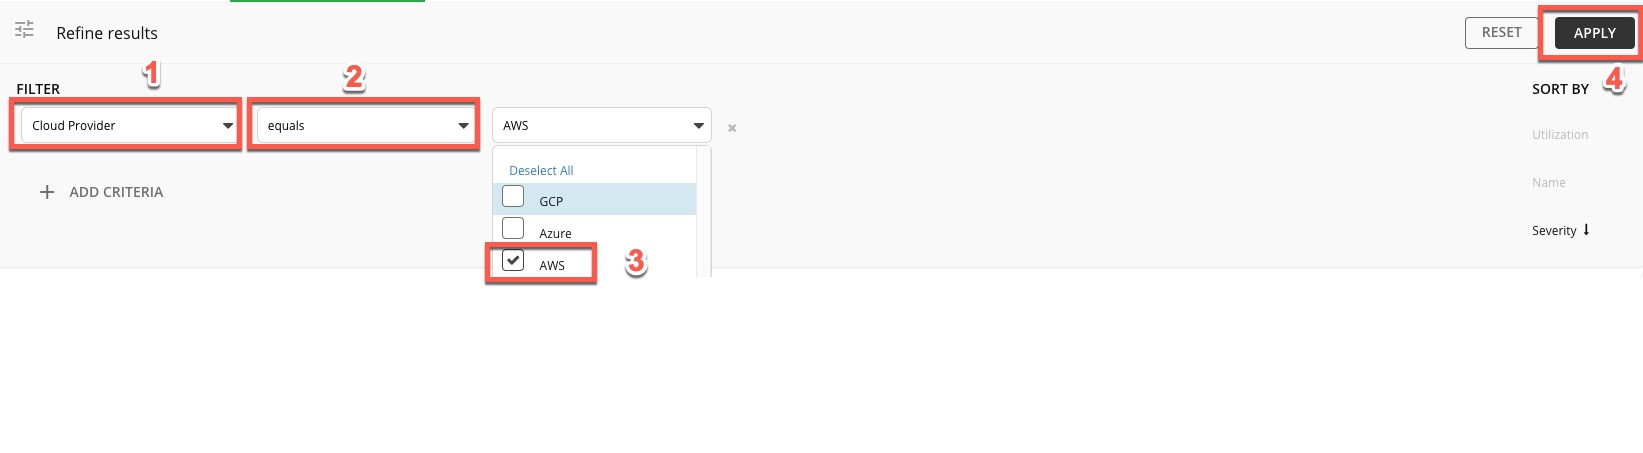 Refine results
RESET
APPLY
1
2
4
FILTER
SORT BY
Cloud Provider
equals
AWS
×
Utilization
Deselect All
Name
+ ADD CRITERIA
GCP
Azure
Severity ↓
AWS
3